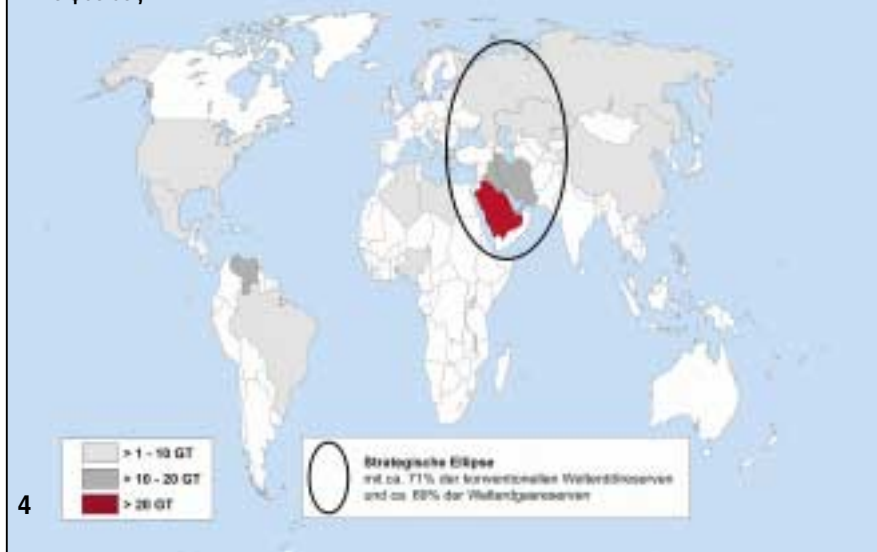 > 1 - 10 GT
> 10 - 20 GT
> 20 GT
Strategische Ellipse
mit ca. 71% der konventionellen Welterdölreserven
und ca. 69% der Welterdgasreserven
4